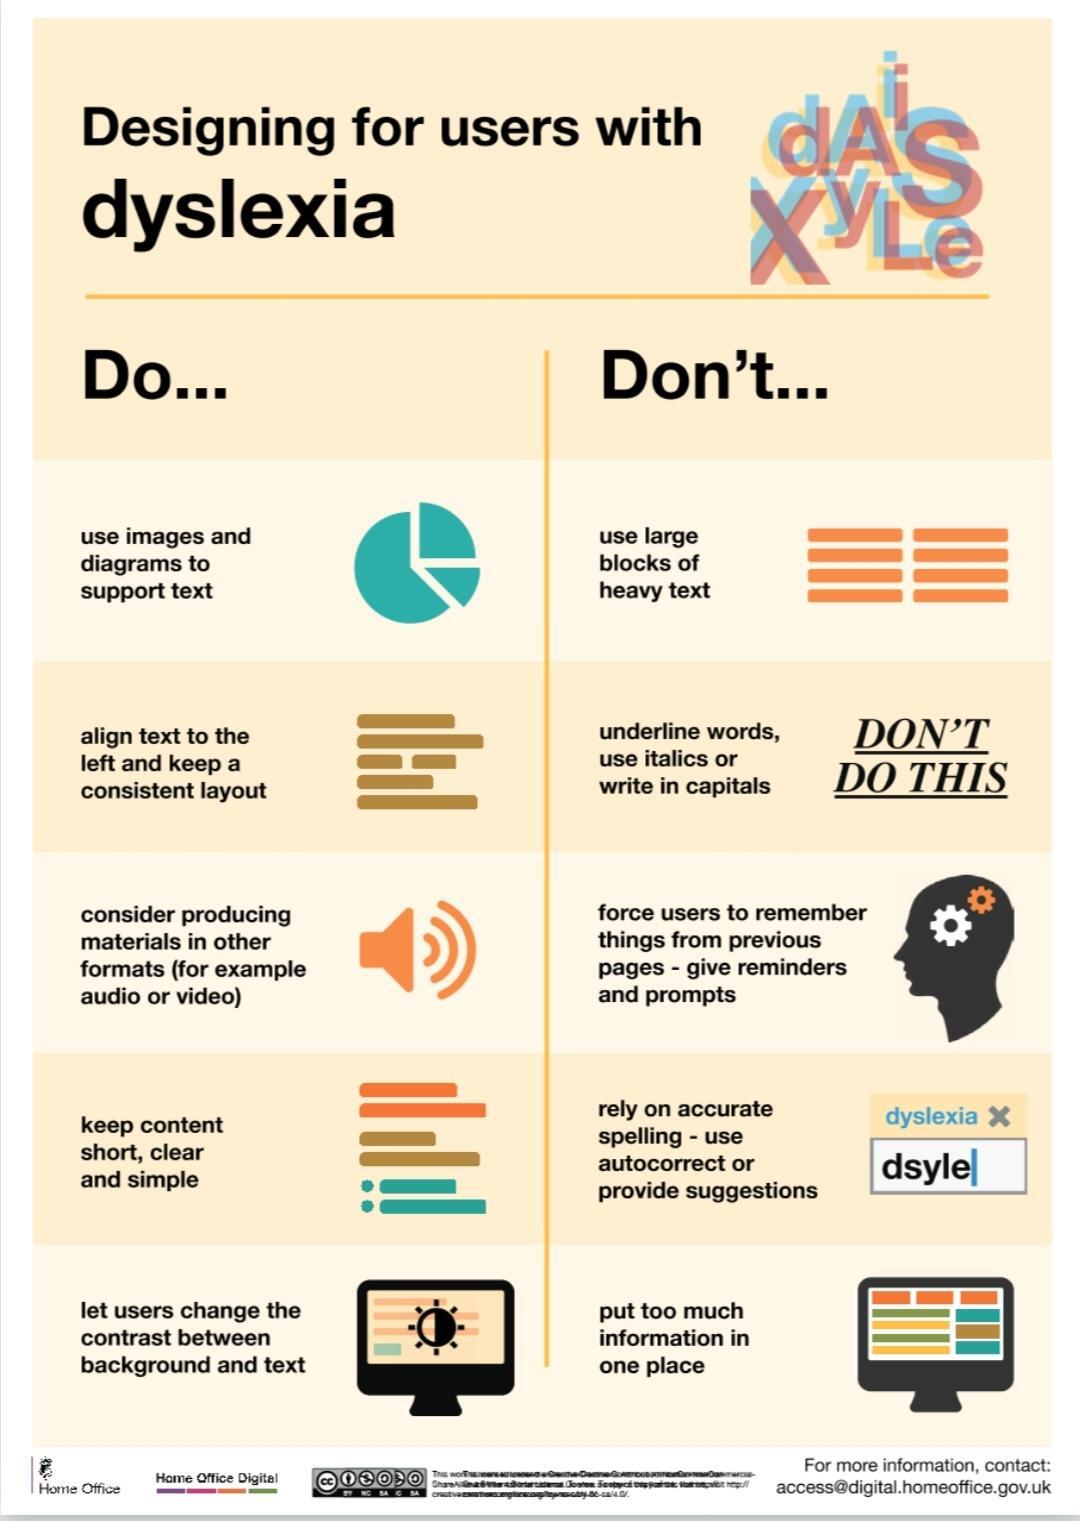 Designing for users with
dyslexia
d A i S X y L e
Do...
Don't...
use images and
diagrams to
support text
use large
blocks of
heavy text
align text to the
left and keep a
consistent layout
underline words,
use italics or
write in capitals
DON'T
DO THIS
consider producing
materials in other
formats (for example
audio or video)
force users to remember
things from previous
pages - give reminders
and prompts
keep content
short, clear
and simple
rely on accurate
spelling - use
autocorrect or
provide suggestions
dyslexia
dsyle
let users change the
contrast between
background and text
put too much
information in
one place
Home Office
Home Office Digital
cc
BY NC SA
For more information, contact:
access@digital.homeoffice.gov.uk